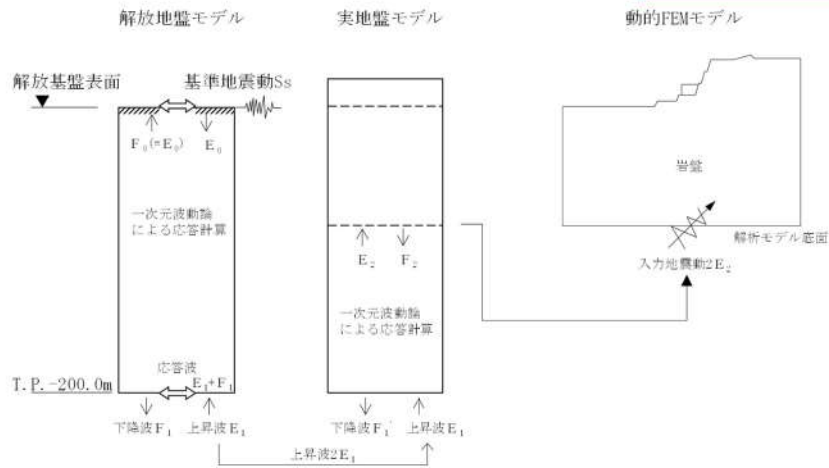 解放地盤モデル
実地盤モデル
動的FEMモデル
解放基盤表面
基準地震動Ss
F₀(=E₀)
E₀
一次元波動論
による応答計算
応答波
E₁+F₁
T.P.-200.0m
下降波F₁
上昇波E₁
上昇波2E₁
E₂
F₂
一次元波動論
による応答計算
下降波F₁'
上昇波E₁
岩盤
解析モデル底面
入力地震動2E₂